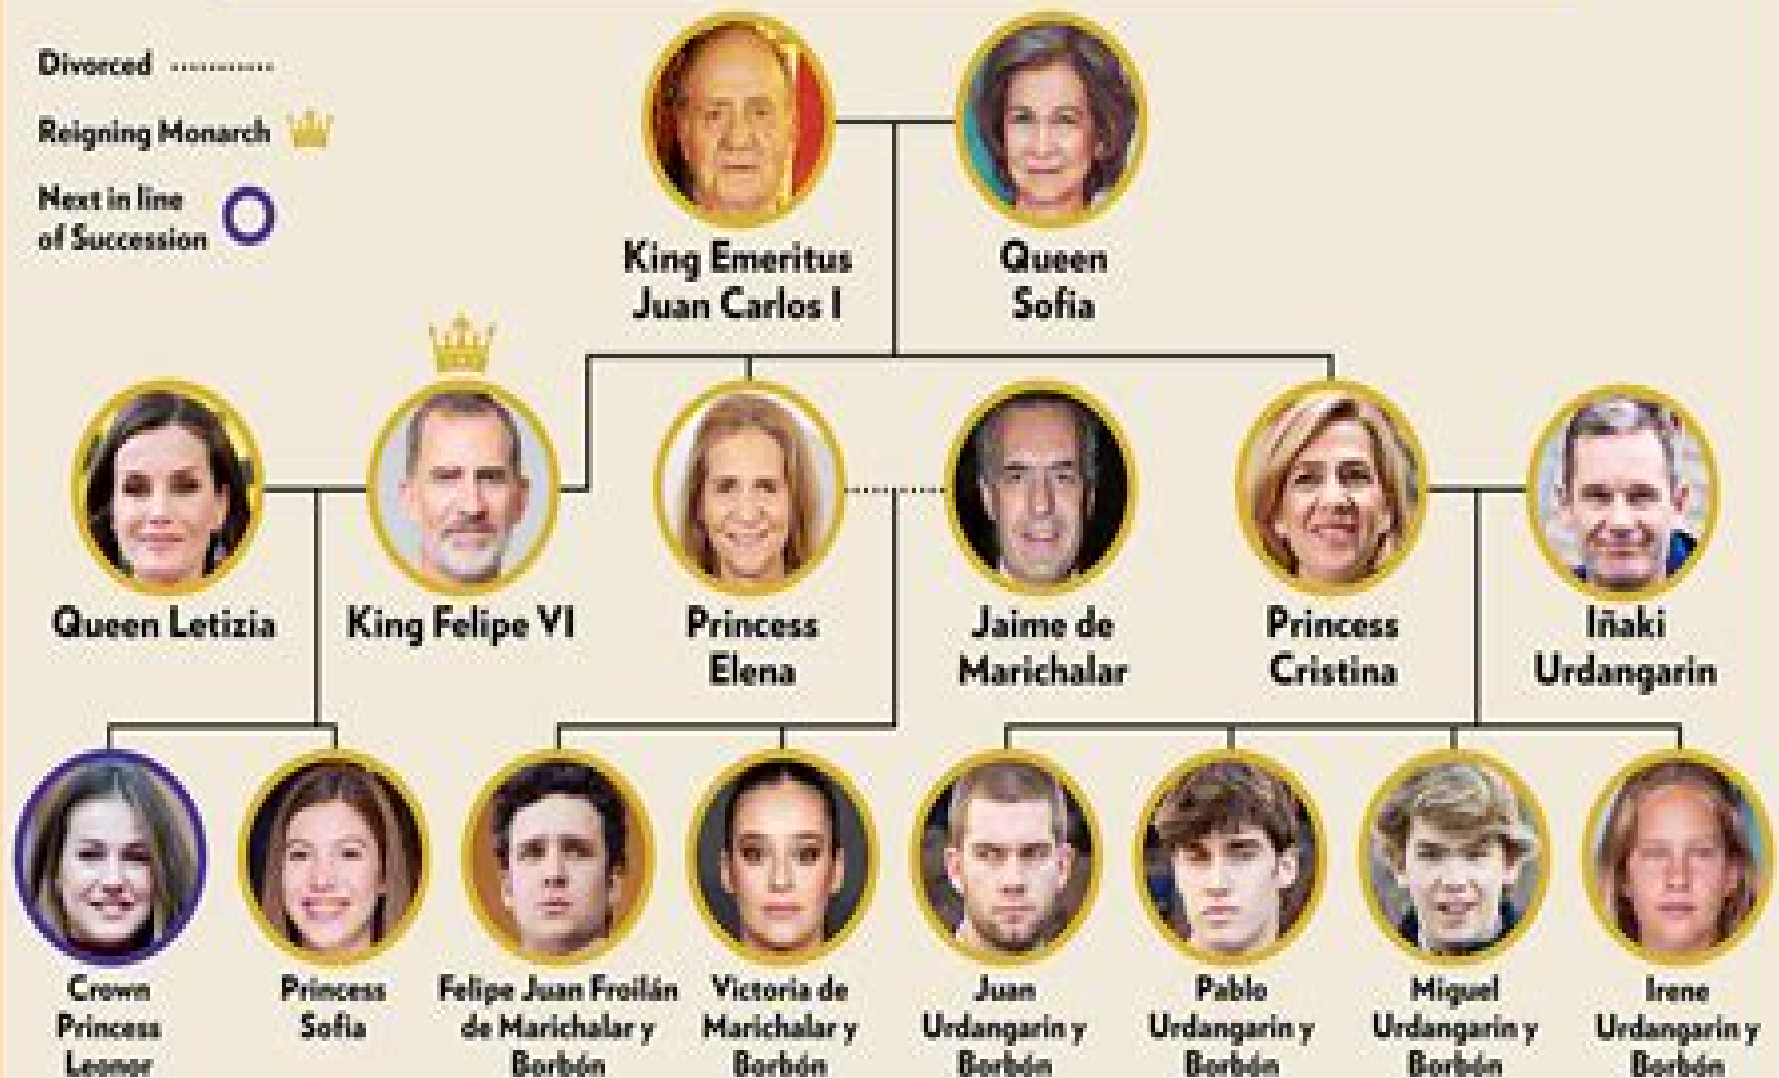 Divorced
Reigning Monarch
Next in line
of Succession
King Emeritus
Juan Carlos I
Queen
Sofia
Queen Letizia
King Felipe VI
Princess
Elena
Jaime de
Marichalar
Princess
Cristina
Iñaki
Urdangarin
Crown
Princess
Leonor
Princess
Sofia
Felipe Juan Froilán
de Marichalar y
Borbón
Victoria de
Marichalar y
Borbón
Juan
Urdangarin y
Borbón
Pablo
Urdangarin y
Borbón
Miguel
Urdangarin y
Borbón
Irene
Urdangarin y
Borbón